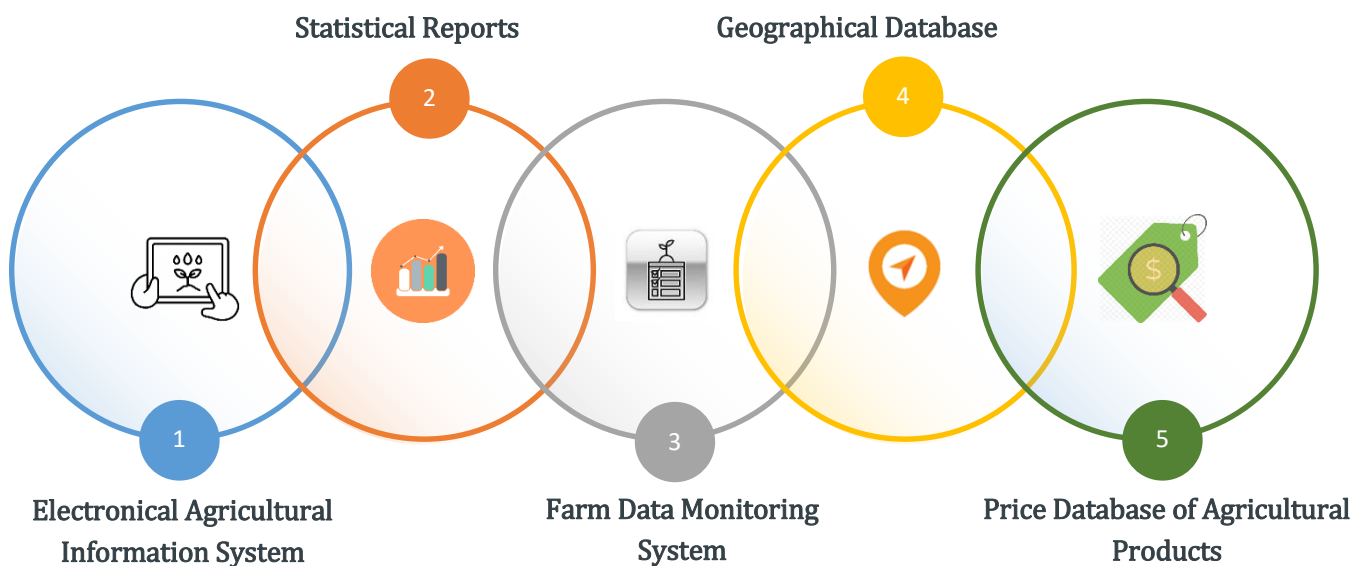 Statistical Reports
Geographical Database
2
4
$
1
3
5
Electronical Agricultural
Information System
Farm Data Monitoring
System
Price Database of Agricultural
Products